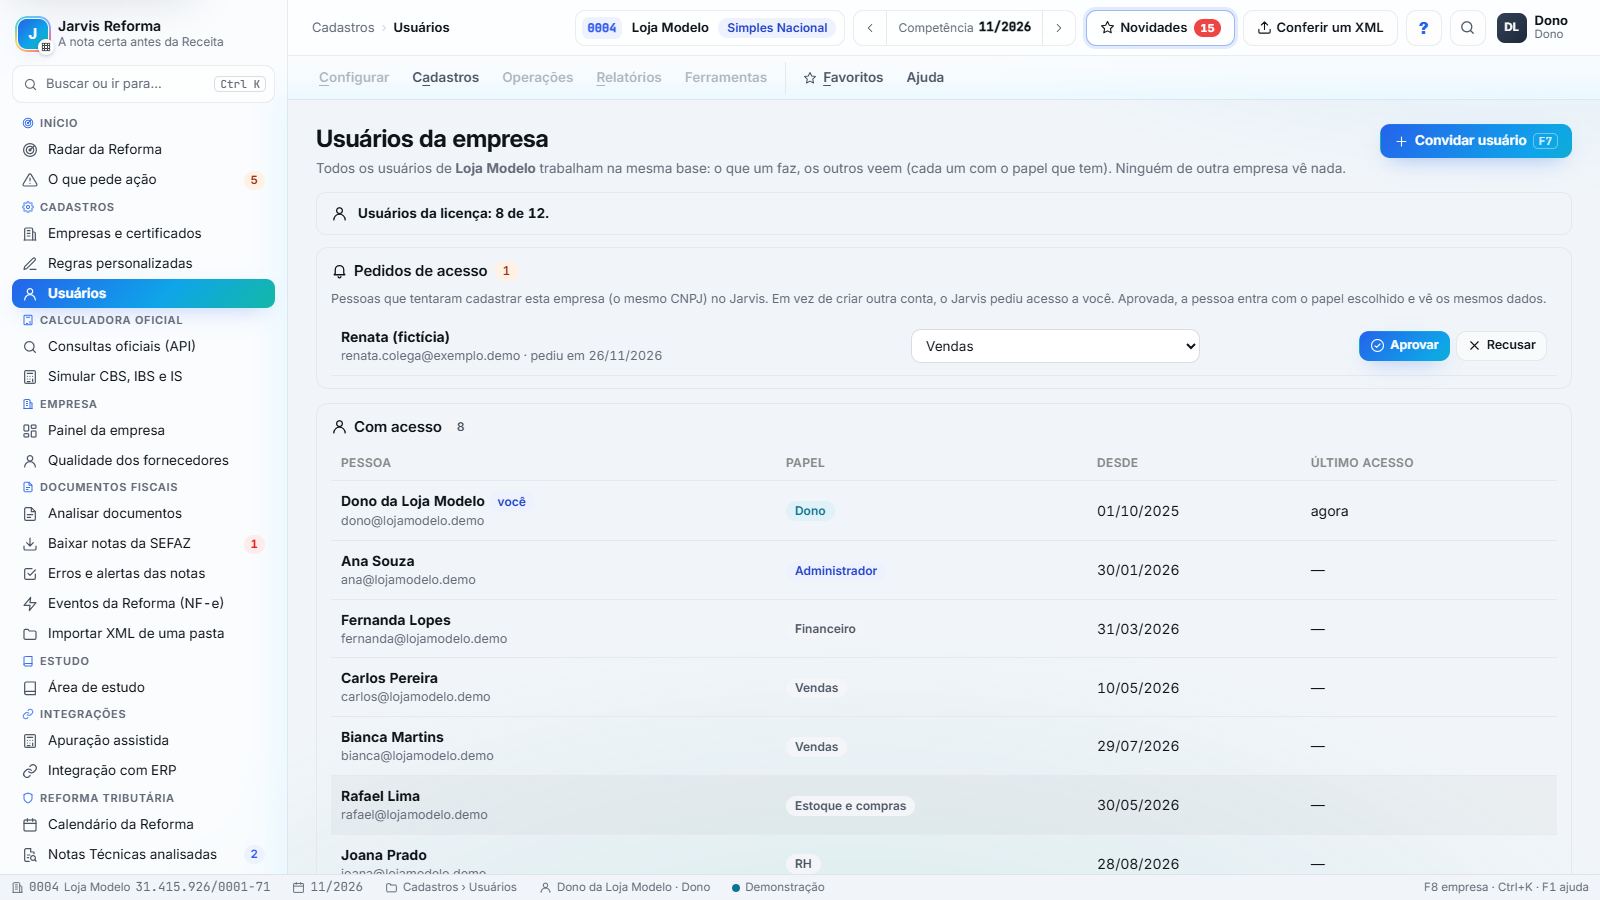 Jarvis Reforma
A nota certa antes da Receita
Buscar ou ir para...
Ctrl K
INÍCIO
Radar da Reforma
O que pede ação
5
CADASTROS
Empresas e certificados
Regras personalizadas
Usuários
CALCULADORA OFICIAL
Consultas oficiais (API)
Simular CBS, IBS e IS
EMPRESA
Painel da empresa
Qualidade dos fornecedores
DOCUMENTOS FISCAIS
Analisar documentos
Baixar notas da SEFAZ
1
Erros e alertas das notas
Eventos da Reforma (NF-e)
Importar XML de uma pasta
ESTUDO
Área de estudo
INTEGRAÇÕES
Apuração assistida
Integração com ERP
REFORMA TRIBUTÁRIA
Calendário da Reforma
Notas Técnicas analisadas
2
Cadastros › Usuários
0004 Loja Modelo Simples Nacional
Competência 11/2026
Novidades 15
Conferir um XML
?
DL
Dono
Dono
Configurar Cadastros Operações Relatórios Ferramentas Favoritos Ajuda
Usuários da empresa
Todos os usuários de Loja Modelo trabalham na mesma base: o que um faz, os outros veem (cada um com o papel que tem). Ninguém de outra empresa vê nada.
+ Convidar usuário F7
Usuários da licença: 8 de 12.
Pedidos de acesso 1
Pessoas que tentaram cadastrar esta empresa (o mesmo CNPJ) no Jarvis. Em vez de criar outra conta, o Jarvis pediu acesso a você. Aprovada, a pessoa entra com o papel escolhido e vê os mesmos dados.
Renata (fictícia)
renata.colega@exemplo.demo · pediu em 26/11/2026
Vendas
Aprovar
Recusar
Com acesso 8
PESSOA PAPEL DESDE ÚLTIMO ACESSO
Dono da Loja Modelo você
dono@lojamodelo.demo
Dono 01/10/2025 agora
Ana Souza
ana@lojamodelo.demo
Administrador 30/01/2026 —
Fernanda Lopes
fernanda@lojamodelo.demo
Financeiro 31/03/2026 —
Carlos Pereira
carlos@lojamodelo.demo
Vendas 10/05/2026 —
Bianca Martins
bianca@lojamodelo.demo
Vendas 29/07/2026 —
Rafael Lima
rafael@lojamodelo.demo
Estoque e compras 30/05/2026 —
Joana Prado
joana@lojamodelo.demo
RH 28/08/2026 —
0004 Loja Modelo 31.415.926/0001-71
11/2026
Cadastros › Usuários
Dono da Loja Modelo · Dono
Demonstração
F8 empresa · Ctrl+K · F1 ajuda
J